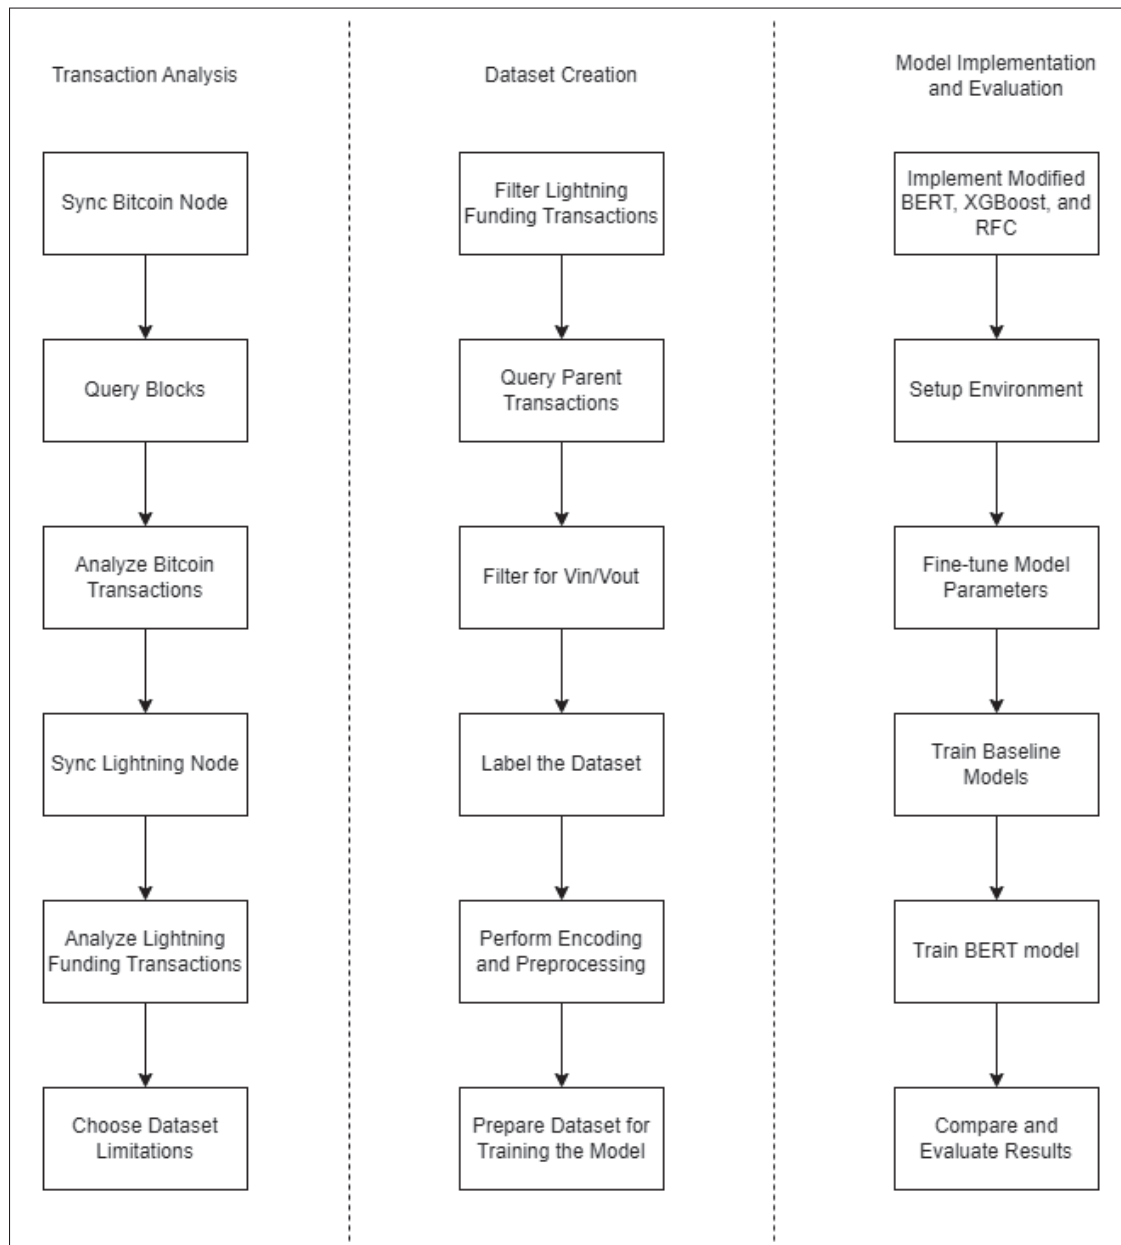 Transaction Analysis
Sync Bitcoin Node
Query Blocks
Analyze Bitcoin
Transactions
Sync Lightning Node
Analyze Lightning
Funding Transactions
Choose Dataset
Limitations
Dataset Creation
Filter Lightning
Funding Transactions
Query Parent
Transactions
Filter for Vin/Vout
Label the Dataset
Perform Encoding
and Preprocessing
Prepare Dataset for
Training the Model
Model Implementation
and Evaluation
Implement Modified
BERT, XGBoost, and
RFC
Setup Environment
Fine-tune Model
Parameters
Train Baseline
Models
Train BERT model
Compare and
Evaluate Results